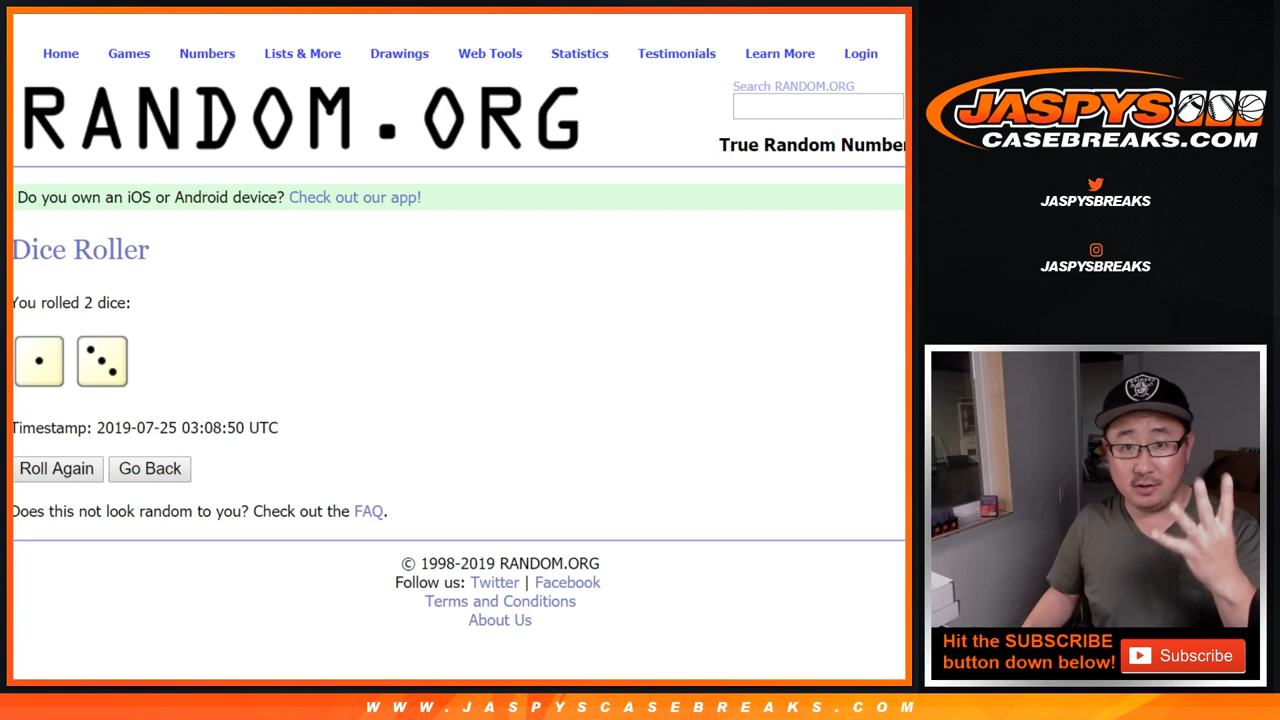 Home Games Numbers Lists & More Drawings Web Tools Statistics Testimonials Learn More Login
RANDOM.ORG
Search RANDOM.ORG
True Random Number
Do you own an iOS or Android device? Check out our app!
Dice Roller
You rolled 2 dice:
Timestamp: 2019-07-25 03:08:50 UTC
Roll Again Go Back
Does this not look random to you? Check out the FAQ.
© 1998-2019 RANDOM.ORG
Follow us: Twitter | Facebook
Terms and Conditions
About Us
JASPYS
CASEBREAKS.COM
JASPYSBREAKS
JASPYSBREAKS
RAIDERS
Hit the SUBSCRIBE
button down below!
Subscribe
WWW.JASPYSCASEBREAKS.COM